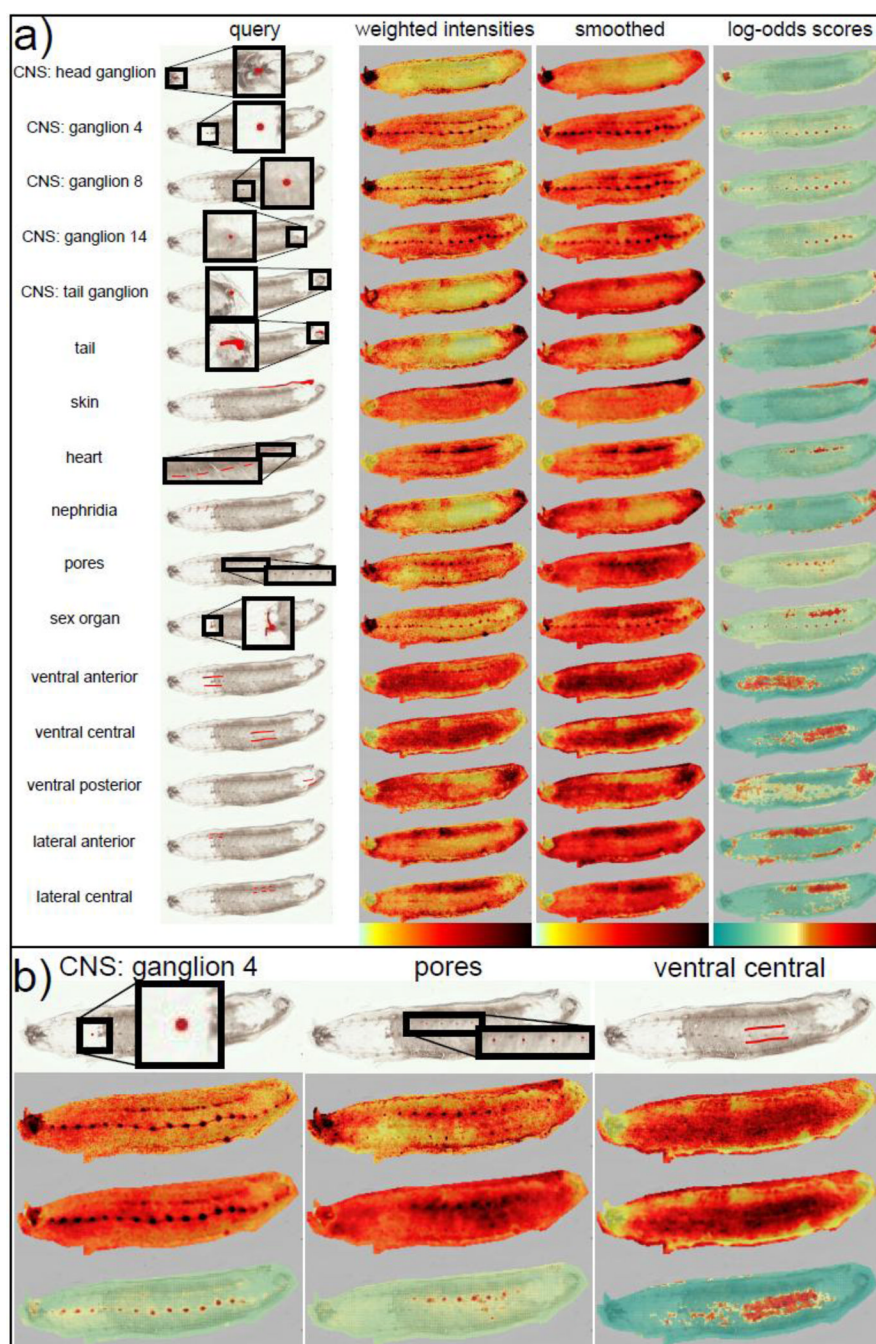 a)
query weighted intensities smoothed log-odds scores
CNS: head ganglion
CNS: ganglion 4
CNS: ganglion 8
CNS: ganglion 14
CNS: tail ganglion
tail
skin
heart
nephridia
pores
sex organ
ventral anterior
ventral central
ventral posterior
lateral anterior
lateral central
b)
CNS: ganglion 4 pores ventral central